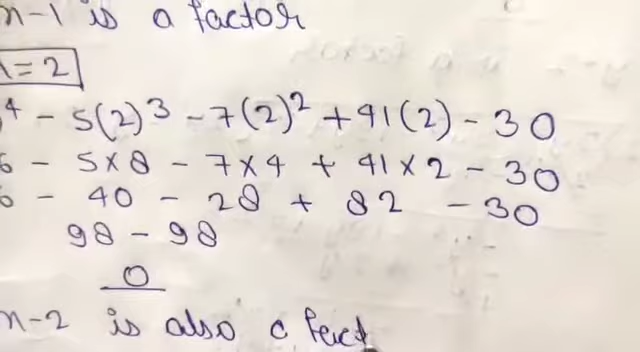 n-1 is a factor
=2
4 - 5(2)3 - 7(2)2 + 41(2) - 30
6 - 5x8 - 7x4 + 41x2 - 30
6 - 40 - 28 + 82 - 30
98 - 98
0
n-2 is also a fact